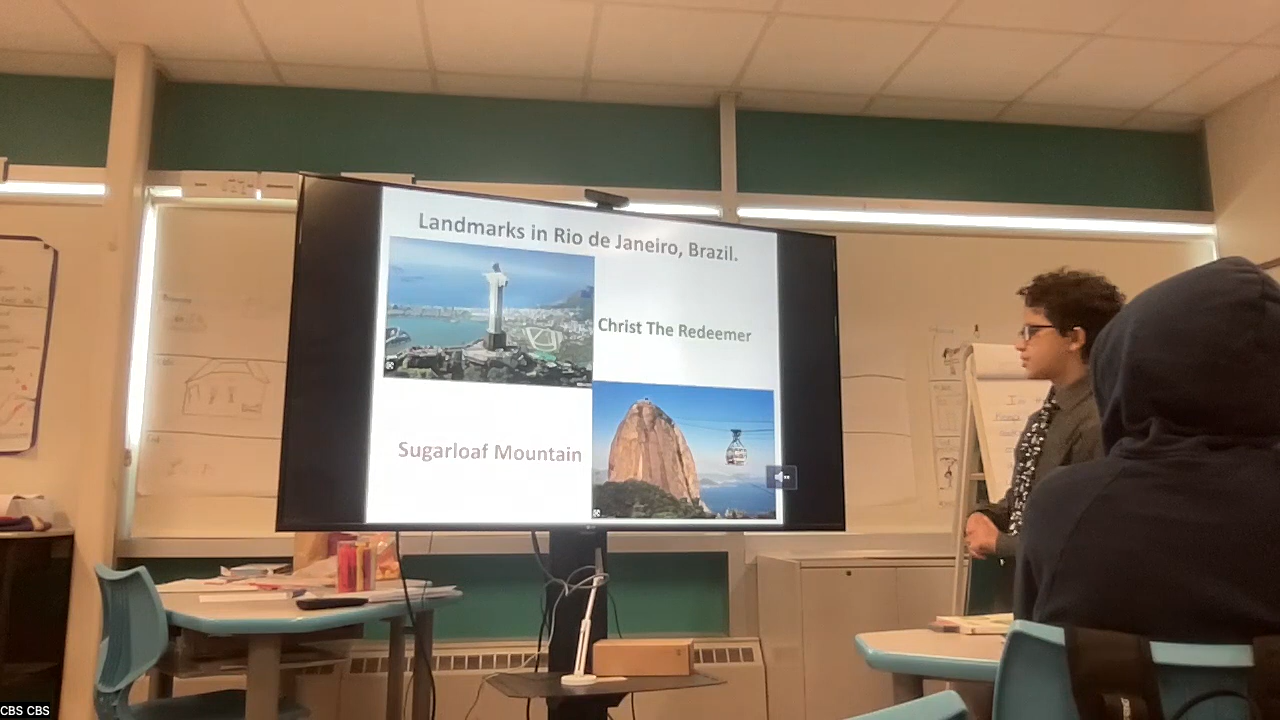 Landmarks in Rio de Janeiro, Brazil.
Christ The Redeemer
Sugarloaf Mountain
CBS CBS